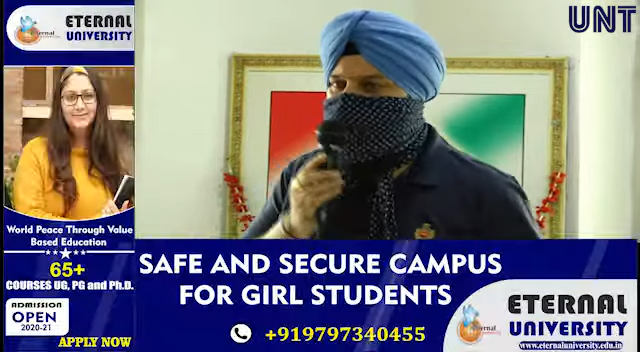 ETERNAL
UNIVERSITY
World Peace Through Value
Based Education
65+
COURSES UG, PG and Ph.D.
ADMISSION
OPEN
2020-21
APPLY NOW
UNT
SAFE AND SECURE CAMPUS
FOR GIRL STUDENTS
+919797340455
ETERNAL
UNIVERSITY
www.eternaluniversity.edu.in